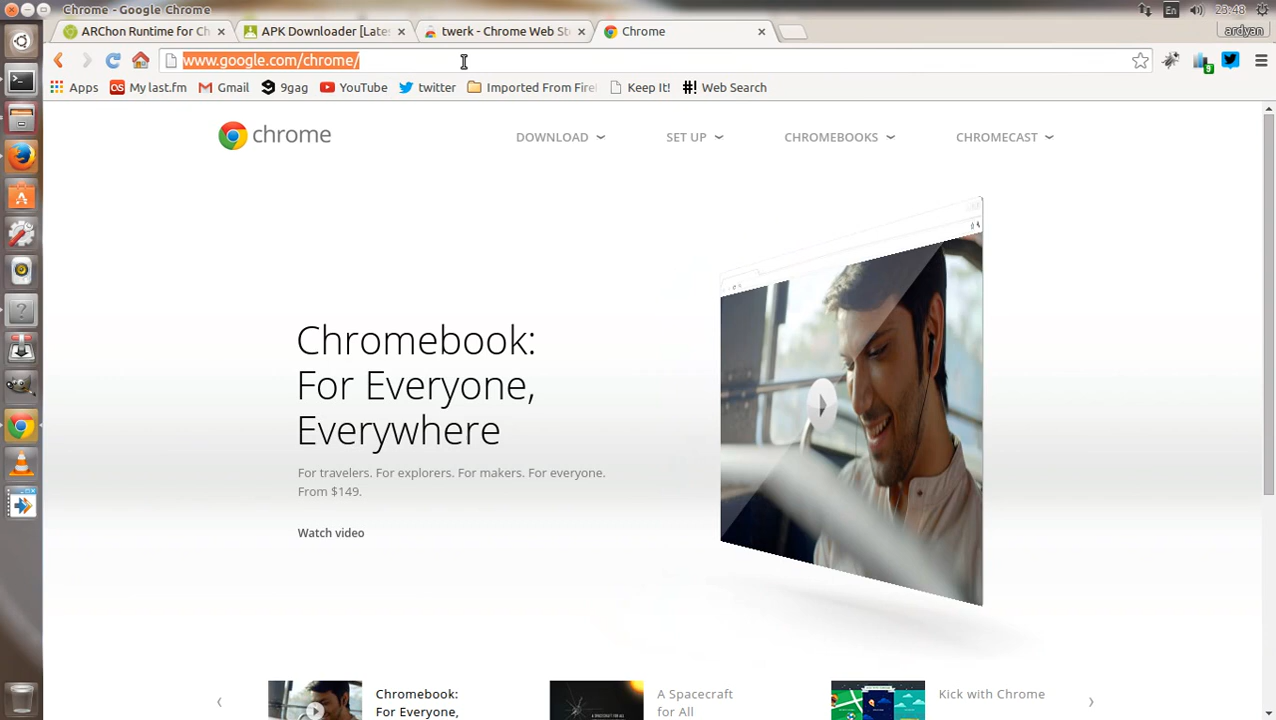 Chrome - Google Chrome
En
23:48
ARChon Runtime for Ch
APK Downloader [Late
twerk - Chrome Web St
Chrome
ardyan
www.google.com/chrome/
Apps
My last.fm
Gmail
9gag
YouTube
twitter
Imported From Fire
Keep It!
#! Web Search
9
chrome
DOWNLOAD
SET UP
CHROMEBOOKS
CHROMECAST
Chromebook:
For Everyone,
Everywhere
For travelers. For explorers. For makers. For everyone.
From $149.
Watch video
Chromebook:
For Everyone,
A Spacecraft
for All
Kick with Chrome